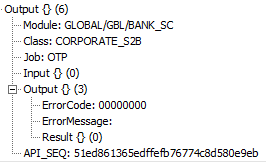 Output {} (6)
Module: GLOBAL/GBL/BANK_SC
Class: CORPORATE_S2B
Job: OTP
Input {} (0)
Output {} (3)
ErrorCode: 00000000
ErrorMessage:
Result {} (0)
API_SEQ: 51ed861365edffefb76774c8d580e9eb